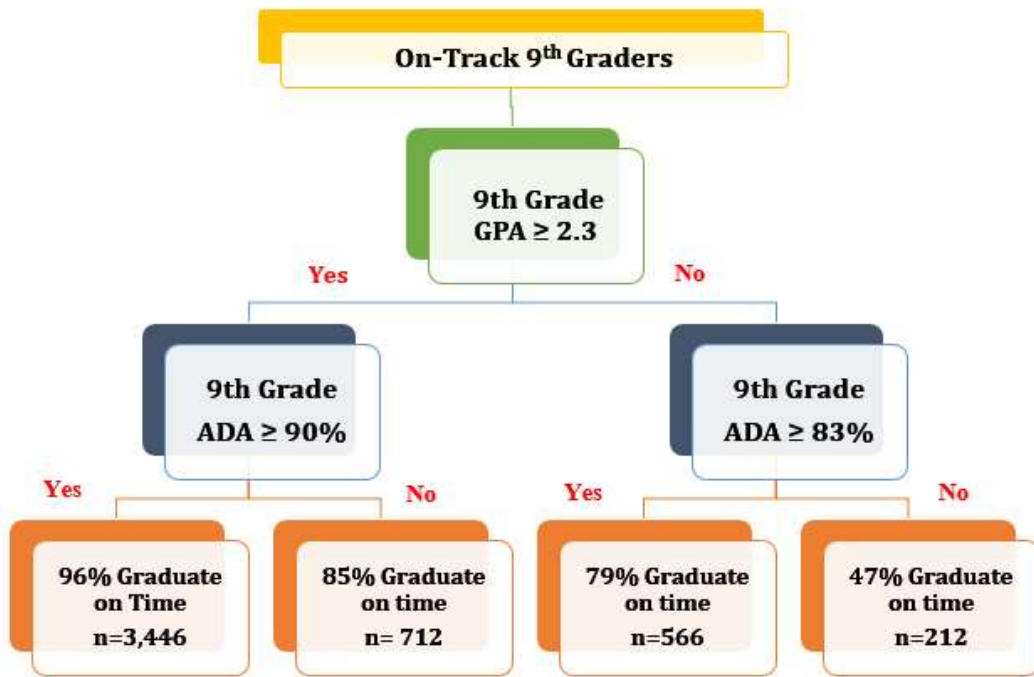 On-Track 9th Graders
9th Grade
GPA ≥ 2.3
Yes
No
9th Grade
ADA ≥ 90%
9th Grade
ADA ≥ 83%
Yes
No
Yes
No
96% Graduate
on Time
n=3,446
85% Graduate
on time
n= 712
79% Graduate
on time
n=566
47% Graduate
on time
n=212